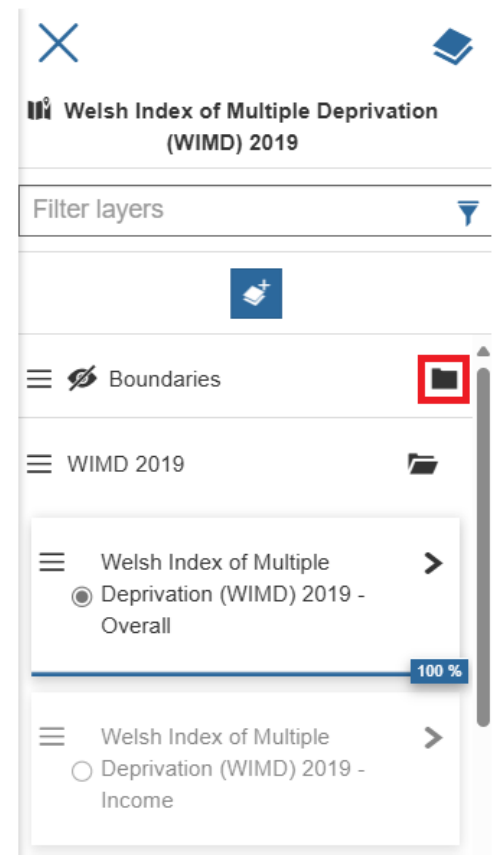 Welsh Index of Multiple Deprivation
(WIMD) 2019
Filter layers
Boundaries
WIMD 2019
Welsh Index of Multiple
Deprivation (WIMD) 2019 -
Overall
100 %
Welsh Index of Multiple
Deprivation (WIMD) 2019 -
Income